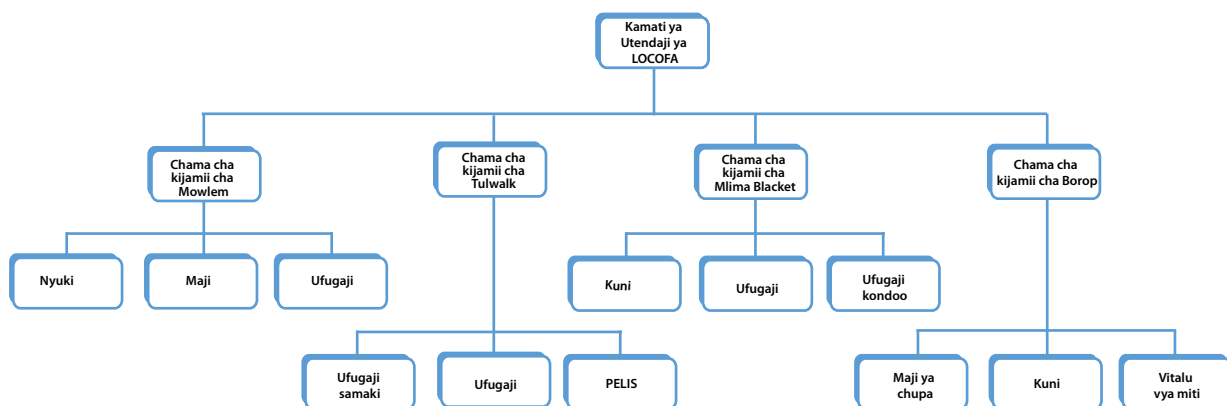 Kamati ya
Utendaji ya
LOCOFA
Chama cha
kijamii cha
Mowlem
Chama cha
kijamii cha
Tulwalk
Chama cha
kijamii cha
Mlima Blacket
Chama cha
kijamii cha Borop
Nyuki
Maji
Ufugaji
Kuni
Ufugaji
Ufugaji
kondoo
Ufugaji
samaki
Ufugaji
PELIS
Maji ya
chupa
Kuni
Vitalu
vya miti